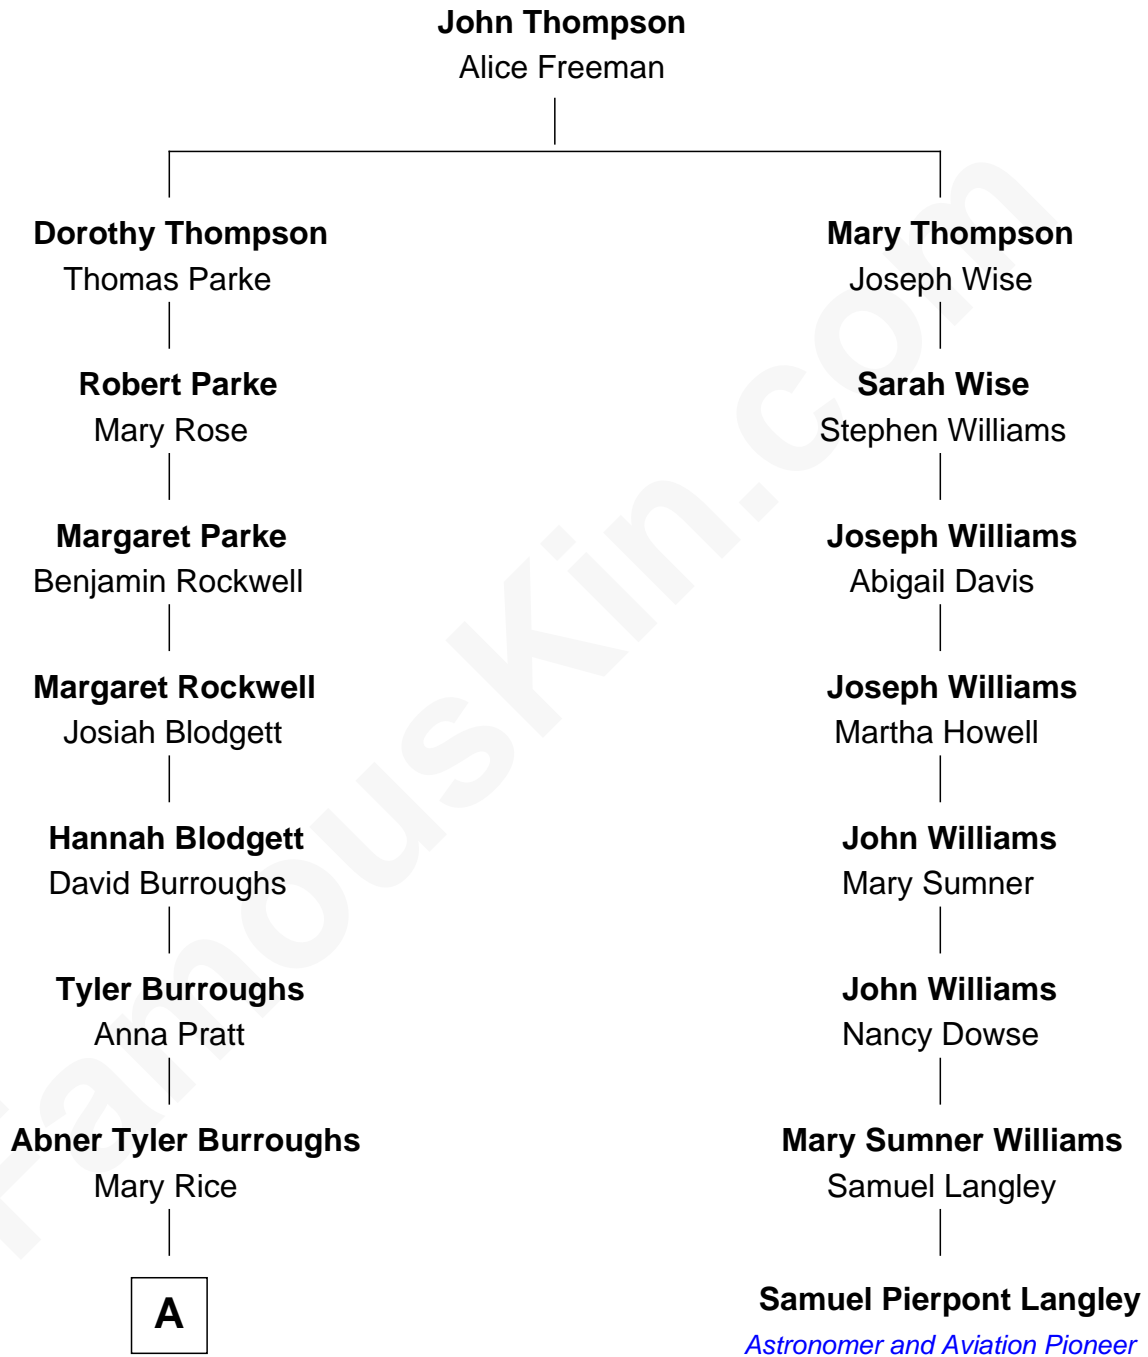 John Thompson
Alice Freeman
Dorothy Thompson
Thomas Parke
Mary Thompson
Joseph Wise
Robert Parke
Mary Rose
Sarah Wise
Stephen Williams
Margaret Parke
Benjamin Rockwell
Joseph Williams
Abigail Davis
Margaret Rockwell
Josiah Blodgett
Joseph Williams
Martha Howell
Hannah Blodgett
David Burroughs
John Williams
Mary Sumner
Tyler Burroughs
Anna Pratt
John Williams
Nancy Dowse
Abner Tyler Burroughs
Mary Rice
Mary Sumner Williams
Samuel Langley
A
Samuel Pierpont Langley
Astronomer and Aviation Pioneer
FamousKin.com